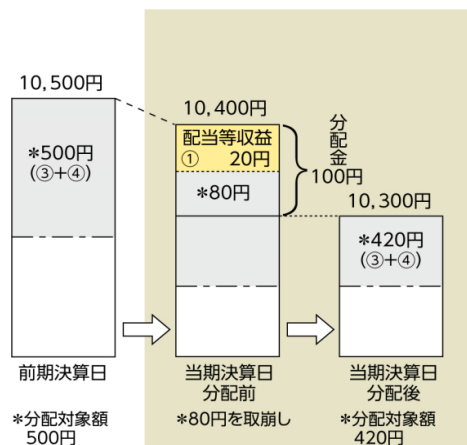 10,500円
*500円
(③+④)
前期決算日
*分配対象額
500円
10,400円
配当等収益
① 20円
*80円
分配金
100円
当期決算日
分配前
*80円を取崩し
10,300円
*420円
(③+④)
当期決算日
分配後
*分配対象額
420円